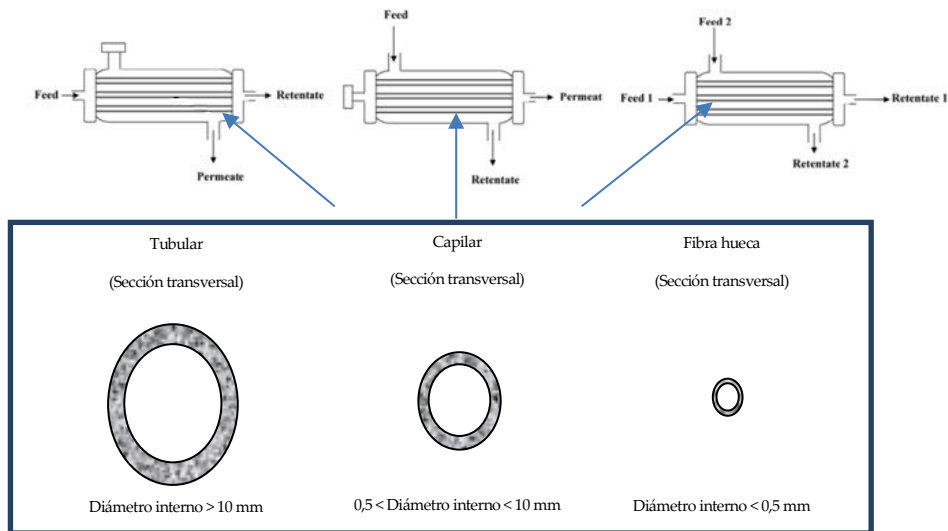 Feed
Retentate
Permeate
Feed
Permeat
Retentate
Feed 2
Feed 1
Retentate 1
Retentate 2
Tubular
(Sección transversal)
Diámetro interno > 10 mm
Capilar
(Sección transversal)
0,5 < Diámetro interno < 10 mm
Fibra hueca
(Sección transversal)
Diámetro interno < 0,5 mm